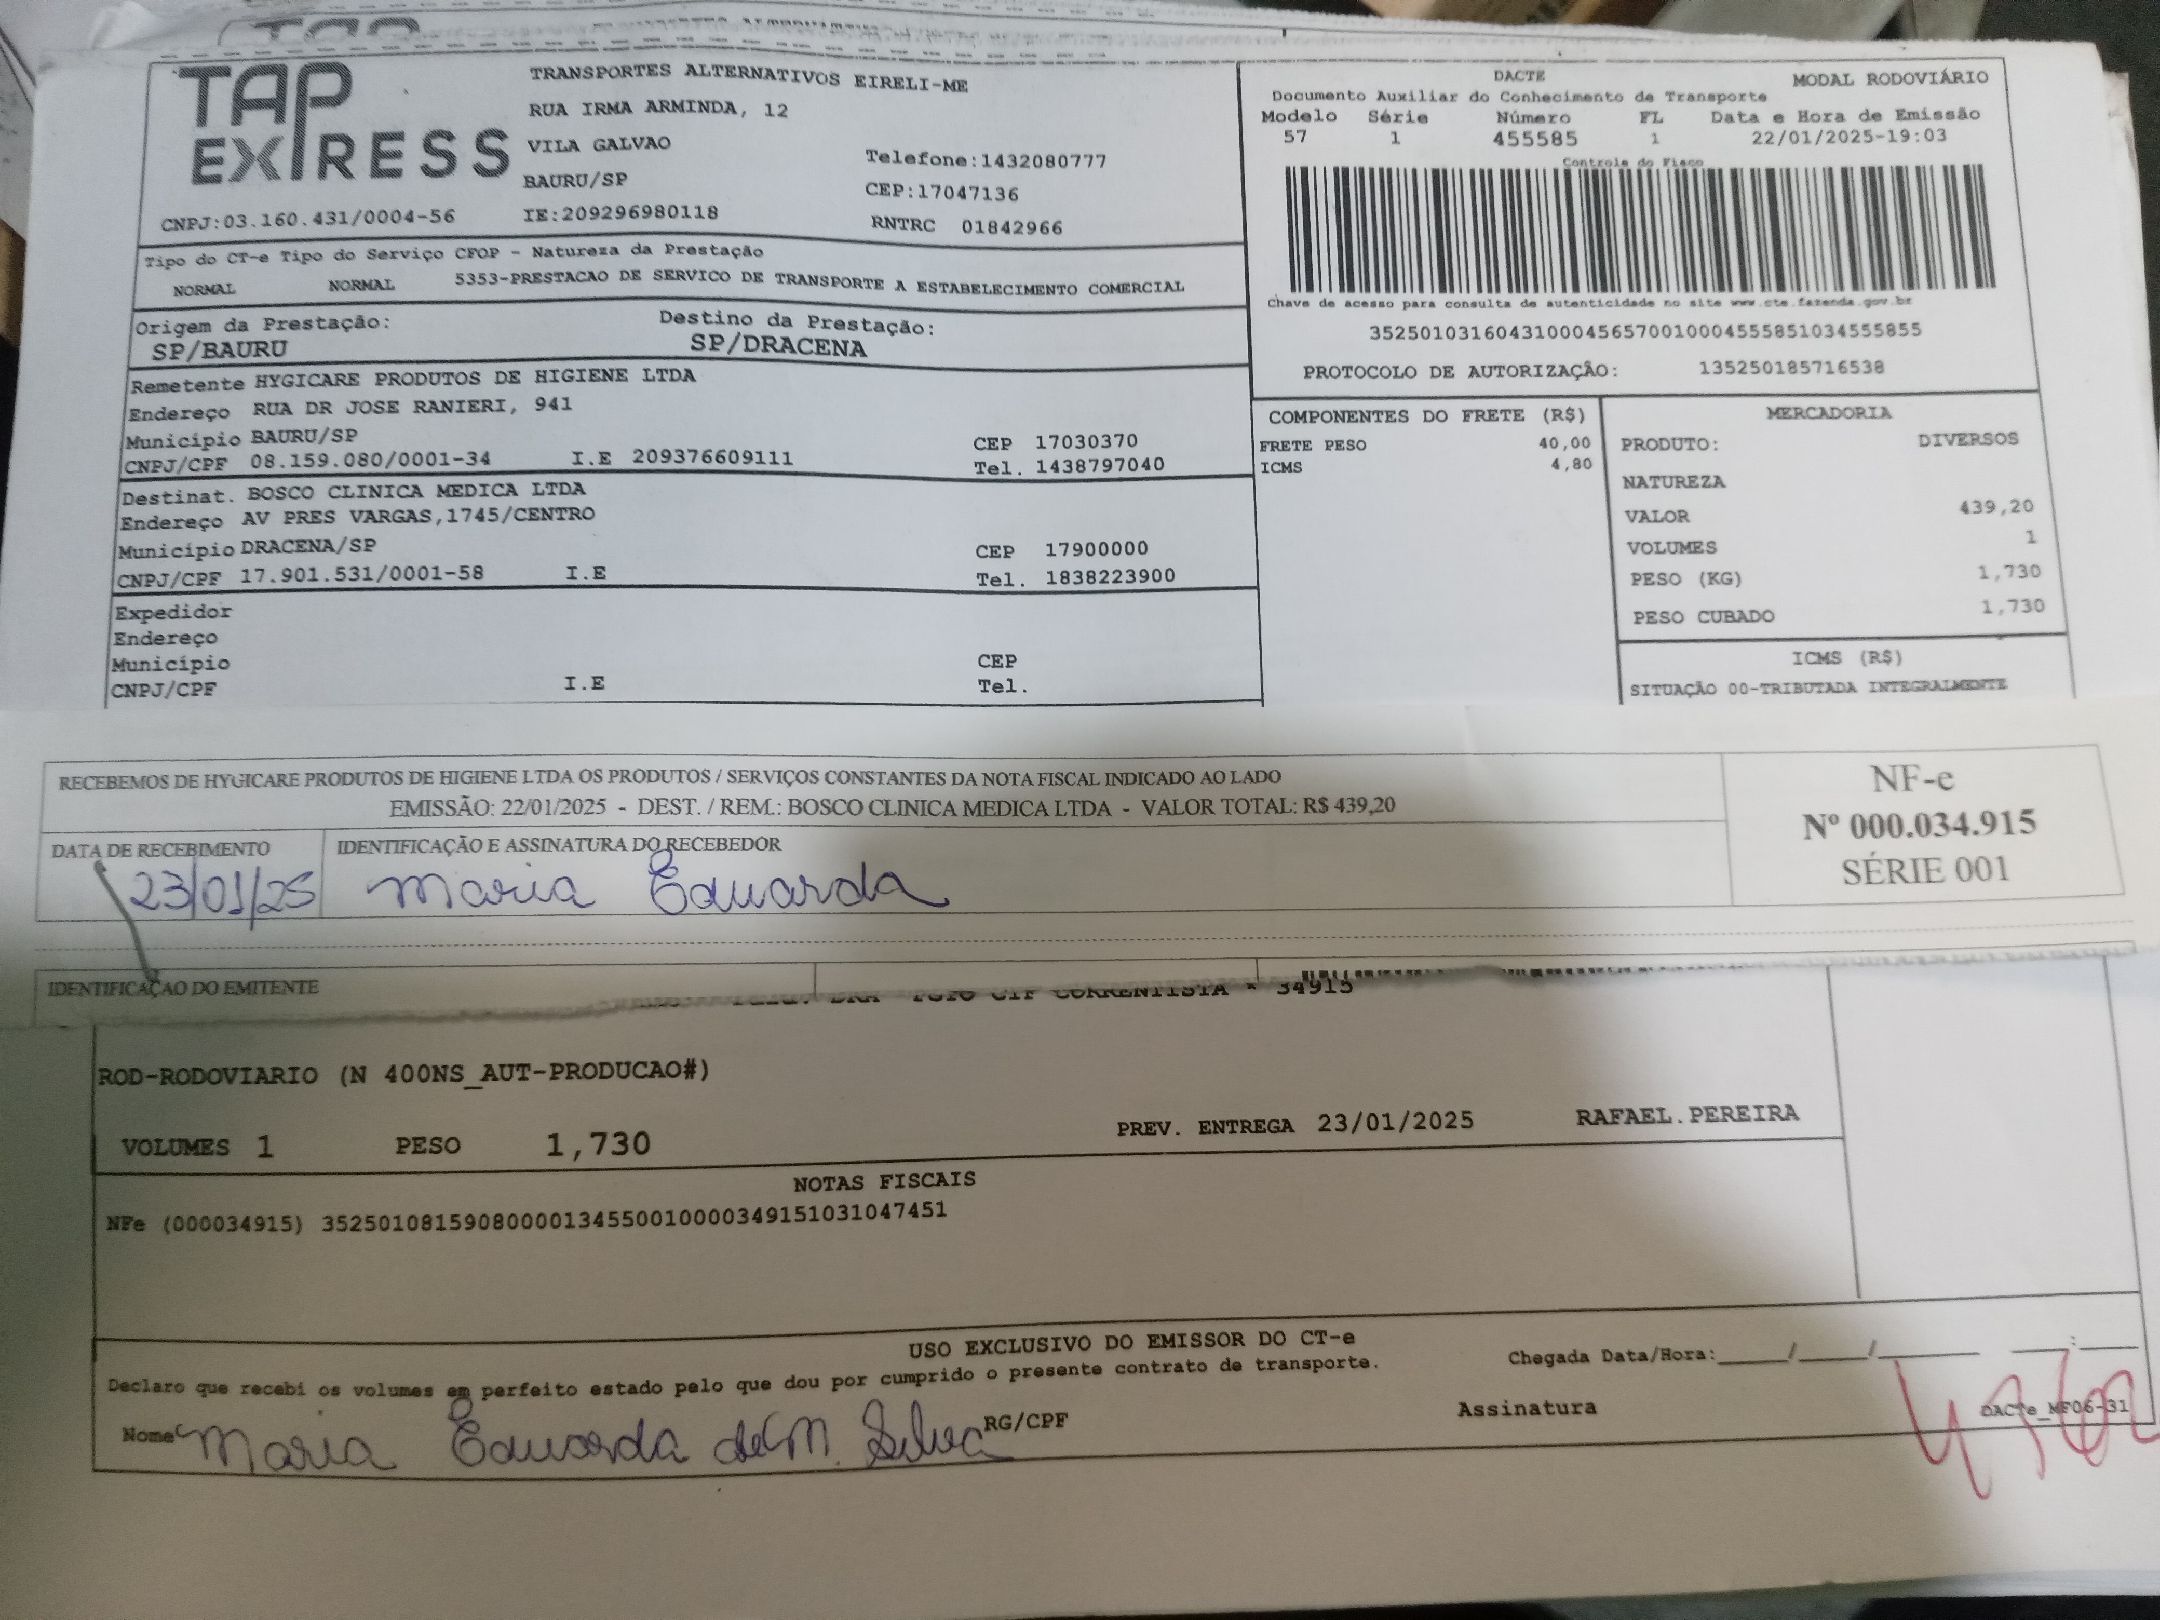 TAP EXPRESS
TRANSPORTES ALTERNATIVOS EIRELI-ME
RUA IRMA ARMINDA, 12
VILA GALVAO
BAURU/SP
Telefone:1432080777
CEP:17047136
CNPJ:03.160.431/0004-56 IE:209296980118 RNTRC 01842966
Tipo do CT-e Tipo do Serviço CFOP - Natureza da Prestação
NORMAL NORMAL 5353-PRESTACAO DE SERVICO DE TRANSPORTE A ESTABELECIMENTO COMERCIAL
Origem da Prestação: Destino da Prestação:
SP/BAURU SP/DRACENA
Remetente HYGICARE PRODUTOS DE HIGIENE LTDA
Endereço RUA DR JOSE RANIERI, 941
Município BAURU/SP CEP 17030370
CNPJ/CPF 08.159.080/0001-34 I.E 209376609111 Tel. 1438797040
Destinat. BOSCO CLINICA MEDICA LTDA
Endereço AV PRES VARGAS,1745/CENTRO
Município DRACENA/SP CEP 17900000
CNPJ/CPF 17.901.531/0001-58 I.E Tel. 1838223900
Expedidor
Endereço
Município CEP
CNPJ/CPF I.E Tel.
DACTE MODAL RODOVIÁRIO
Documento Auxiliar do Conhecimento de Transporte
Modelo Série Número FL Data e Hora de Emissão
57 1 455585 1 22/01/2025-19:03
Controle do Fisco
Chave de acesso para consulta de autenticidade no site www.cte.fazenda.gov.br
35250103160431000456570010004555851034555855
PROTOCOLO DE AUTORIZAÇÃO: 135250185716538
COMPONENTES DO FRETE (R$)
FRETE PESO 40,00
ICMS 4,80
MERCADORIA
PRODUTO: DIVERSOS
NATUREZA
VALOR 439,20
VOLUMES 1
PESO (KG) 1,730
PESO CUBADO 1,730
ICMS (R$)
SITUAÇÃO 00-TRIBUTADA INTEGRALMENTE
RECEBEMOS DE HYGICARE PRODUTOS DE HIGIENE LTDA OS PRODUTOS / SERVIÇOS CONSTANTES DA NOTA FISCAL INDICADO AO LADO
EMISSÃO: 22/01/2025 - DEST. / REM.: BOSCO CLINICA MEDICA LTDA - VALOR TOTAL: R$ 439,20
DATA DE RECEBIMENTO IDENTIFICAÇÃO E ASSINATURA DO RECEBEDOR
23/01/25 Maria Eduarda
NF-e
Nº 000.034.915
SÉRIE 001
IDENTIFICAÇÃO DO EMITENTE
CIF CORRENTISTA * 34915
ROD-RODOVIARIO (N 400NS_AUT-PRODUCAO#)
VOLUMES 1 PESO 1,730 PREV. ENTREGA 23/01/2025 RAFAEL.PEREIRA
NOTAS FISCAIS
NFe (000034915) 35250108159080000134550010000349151031047451
USO EXCLUSIVO DO EMISSOR DO CT-e
Declaro que recebi os volumes em perfeito estado pelo que dou por cumprido o presente contrato de transporte.
Chegada Data/Hora:_____/_____/_______ ___:___
Nome Maria Eduarda de M. Silva RG/CPF Assinatura
DACTe_MF06-31